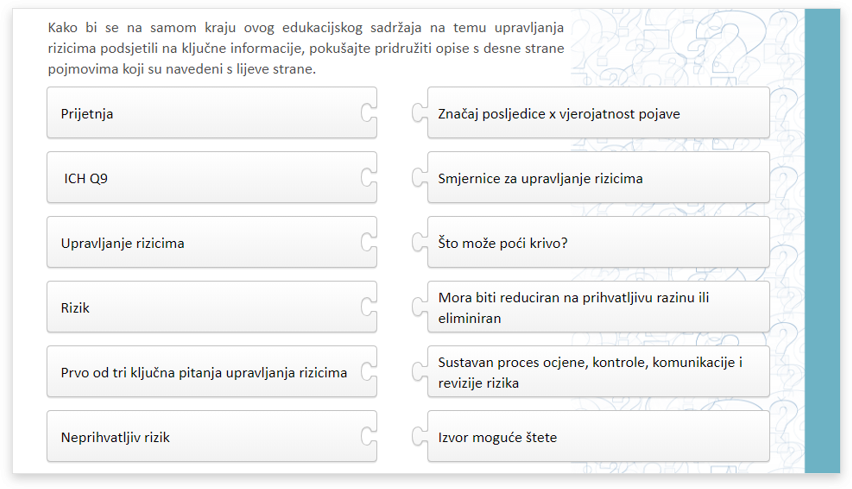 Kako bi se na samom kraju ovog edukacijskog sadržaja na temu upravljanja
rizicima podsjetili na ključne informacije, pokušajte pridružiti opise s desne strane
pojmovima koji su navedeni s lijeve strane.
Prijetnja
Značaj posljedice x vjerojatnost pojave
ICH Q9
Smjernice za upravljanje rizicima
Upravljanje rizicima
Što može poći krivo?
Rizik
Mora biti reduciran na prihvatljivu razinu ili
eliminiran
Prvo od tri ključna pitanja upravljanja rizicima
Sustavan proces ocjene, kontrole, komunikacije i
revizije rizika
Neprihvatljiv rizik
Izvor moguće štete